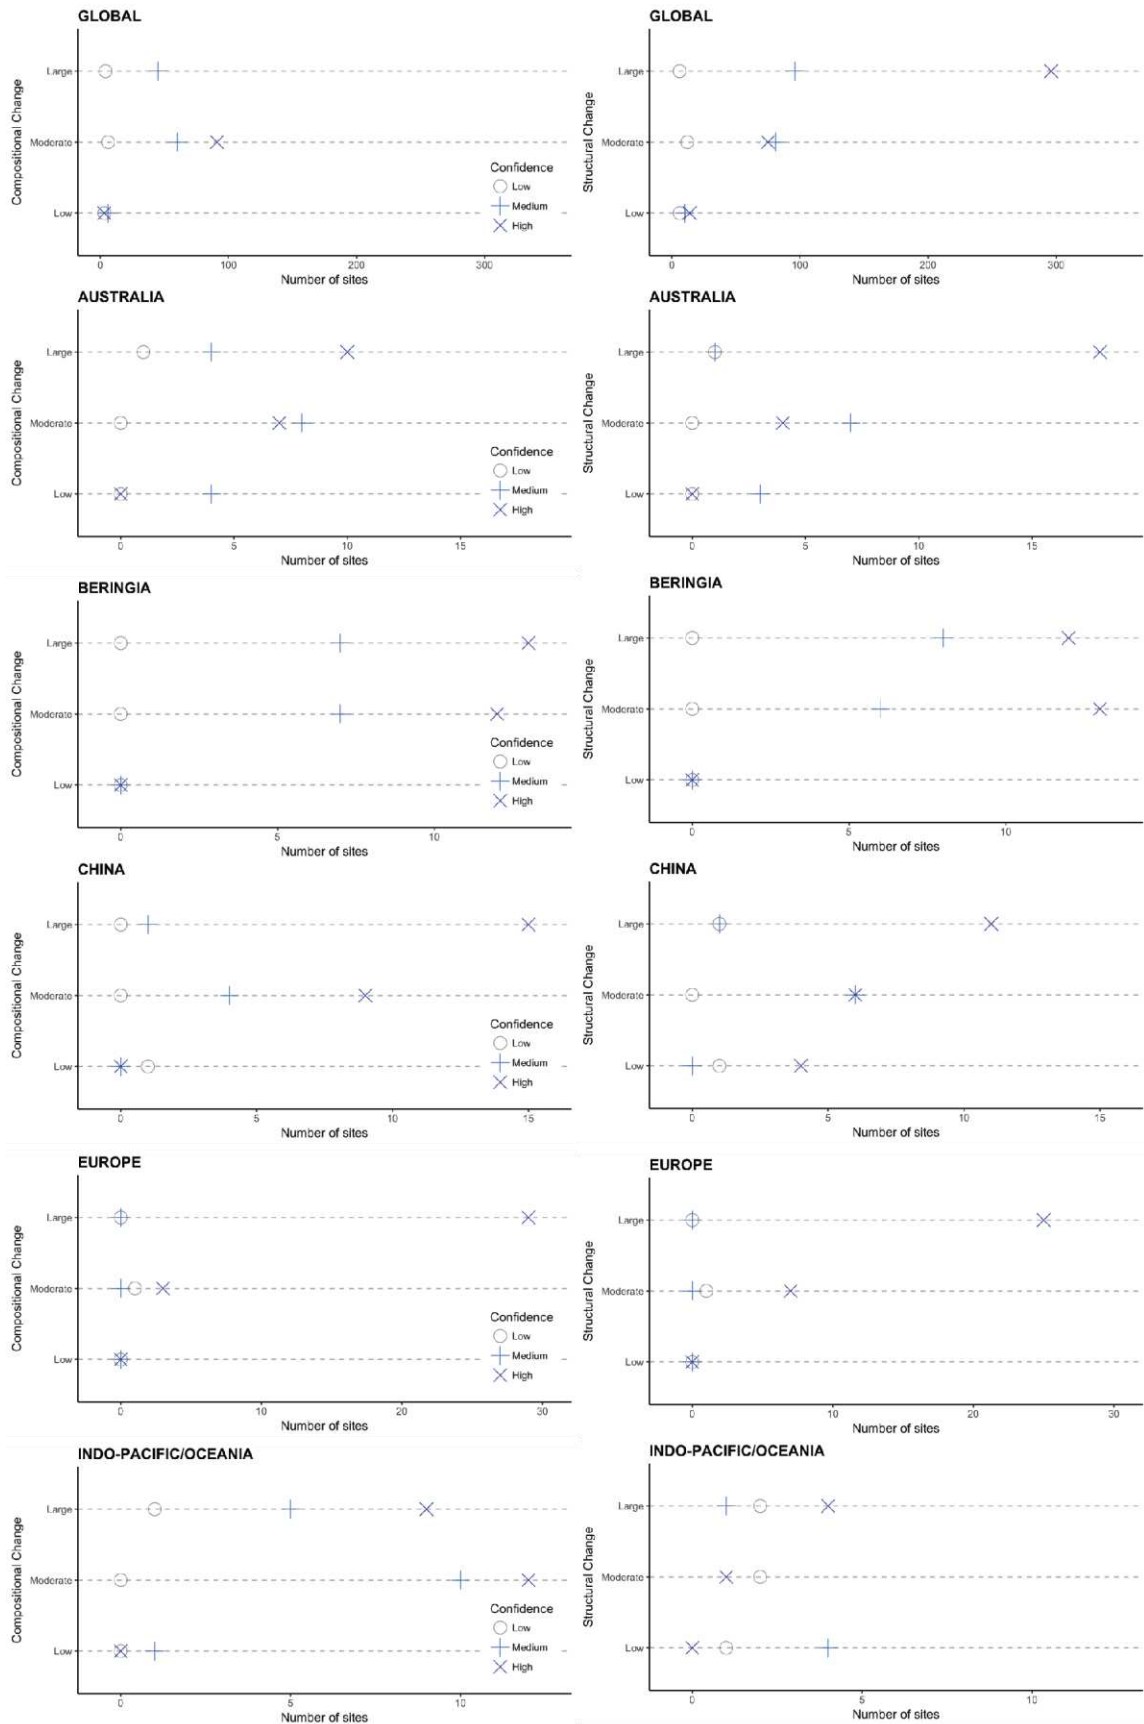 GLOBAL
Compositional Change
Large
Moderate
Low
Confidence
Low
Medium
High
0 100 200 300
Number of sites
GLOBAL
Structural Change
Large
Moderate
Low
0 100 200 300
Number of sites
AUSTRALIA
Compositional Change
Large
Moderate
Low
Confidence
Low
Medium
High
0 5 10 15
Number of sites
AUSTRALIA
Structural Change
Large
Moderate
Low
0 5 10 15
Number of sites
BERINGIA
Compositional Change
Large
Moderate
Low
Confidence
Low
Medium
High
0 5 10
Number of sites
BERINGIA
Structural Change
Large
Moderate
Low
0 5 10
Number of sites
CHINA
Compositional Change
Large
Moderate
Low
Confidence
Low
Medium
High
0 5 10 15
Number of sites
CHINA
Structural Change
Large
Moderate
Low
0 5 10 15
Number of sites
EUROPE
Compositional Change
Large
Moderate
Low
Confidence
Low
Medium
High
0 10 20 30
Number of sites
EUROPE
Structural Change
Large
Moderate
Low
0 10 20 30
Number of sites
INDO-PACIFIC/OCEANIA
Compositional Change
Large
Moderate
Low
Confidence
Low
Medium
High
0 5 10
Number of sites
INDO-PACIFIC/OCEANIA
Structural Change
Large
Moderate
Low
0 5 10
Number of sites